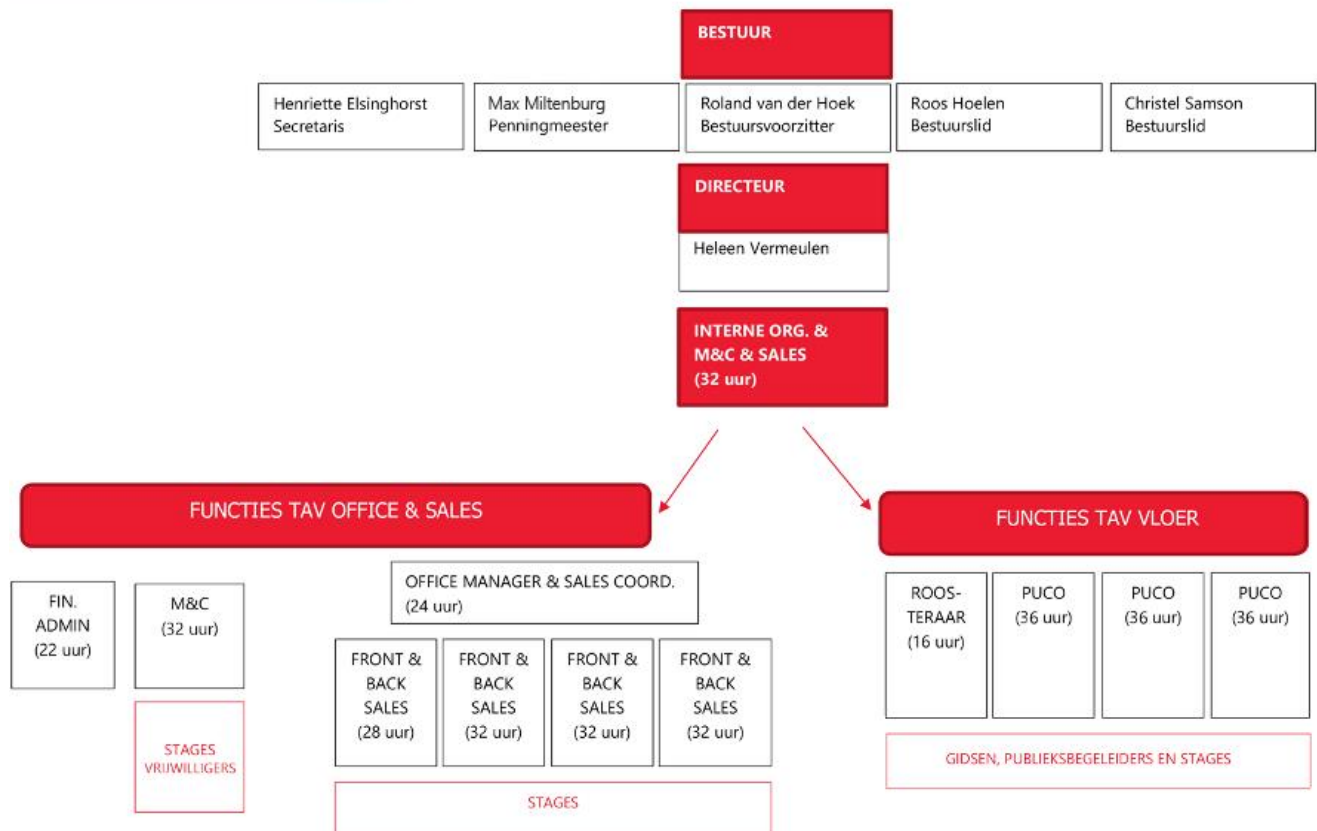 BESTUUR
Henriette Elsinghorst
Secretaris
Max Miltenburg
Penningmeester
Roland van der Hoek
Bestuursvoorzitter
Roos Hoelen
Bestuurslid
Christel Samson
Bestuurslid
DIRECTEUR
Heleen Vermeulen
INTERNE ORG. &
M&C & SALES
(32 uur)
FUNCTIES TAV OFFICE & SALES
FIN.
ADMIN
(22 uur)
M&C
(32 uur)
STAGES
VRIJWILLIGERS
OFFICE MANAGER & SALES COORD.
(24 uur)
FRONT &
BACK
SALES
(28 uur)
FRONT &
BACK
SALES
(32 uur)
FRONT &
BACK
SALES
(32 uur)
FRONT &
BACK
SALES
(32 uur)
STAGES
FUNCTIES TAV VLOER
ROOS-
TERAAR
(16 uur)
PUCO
(36 uur)
PUCO
(36 uur)
PUCO
(36 uur)
GIDSEN, PUBLIEKSBEGELEIDERS EN STAGES